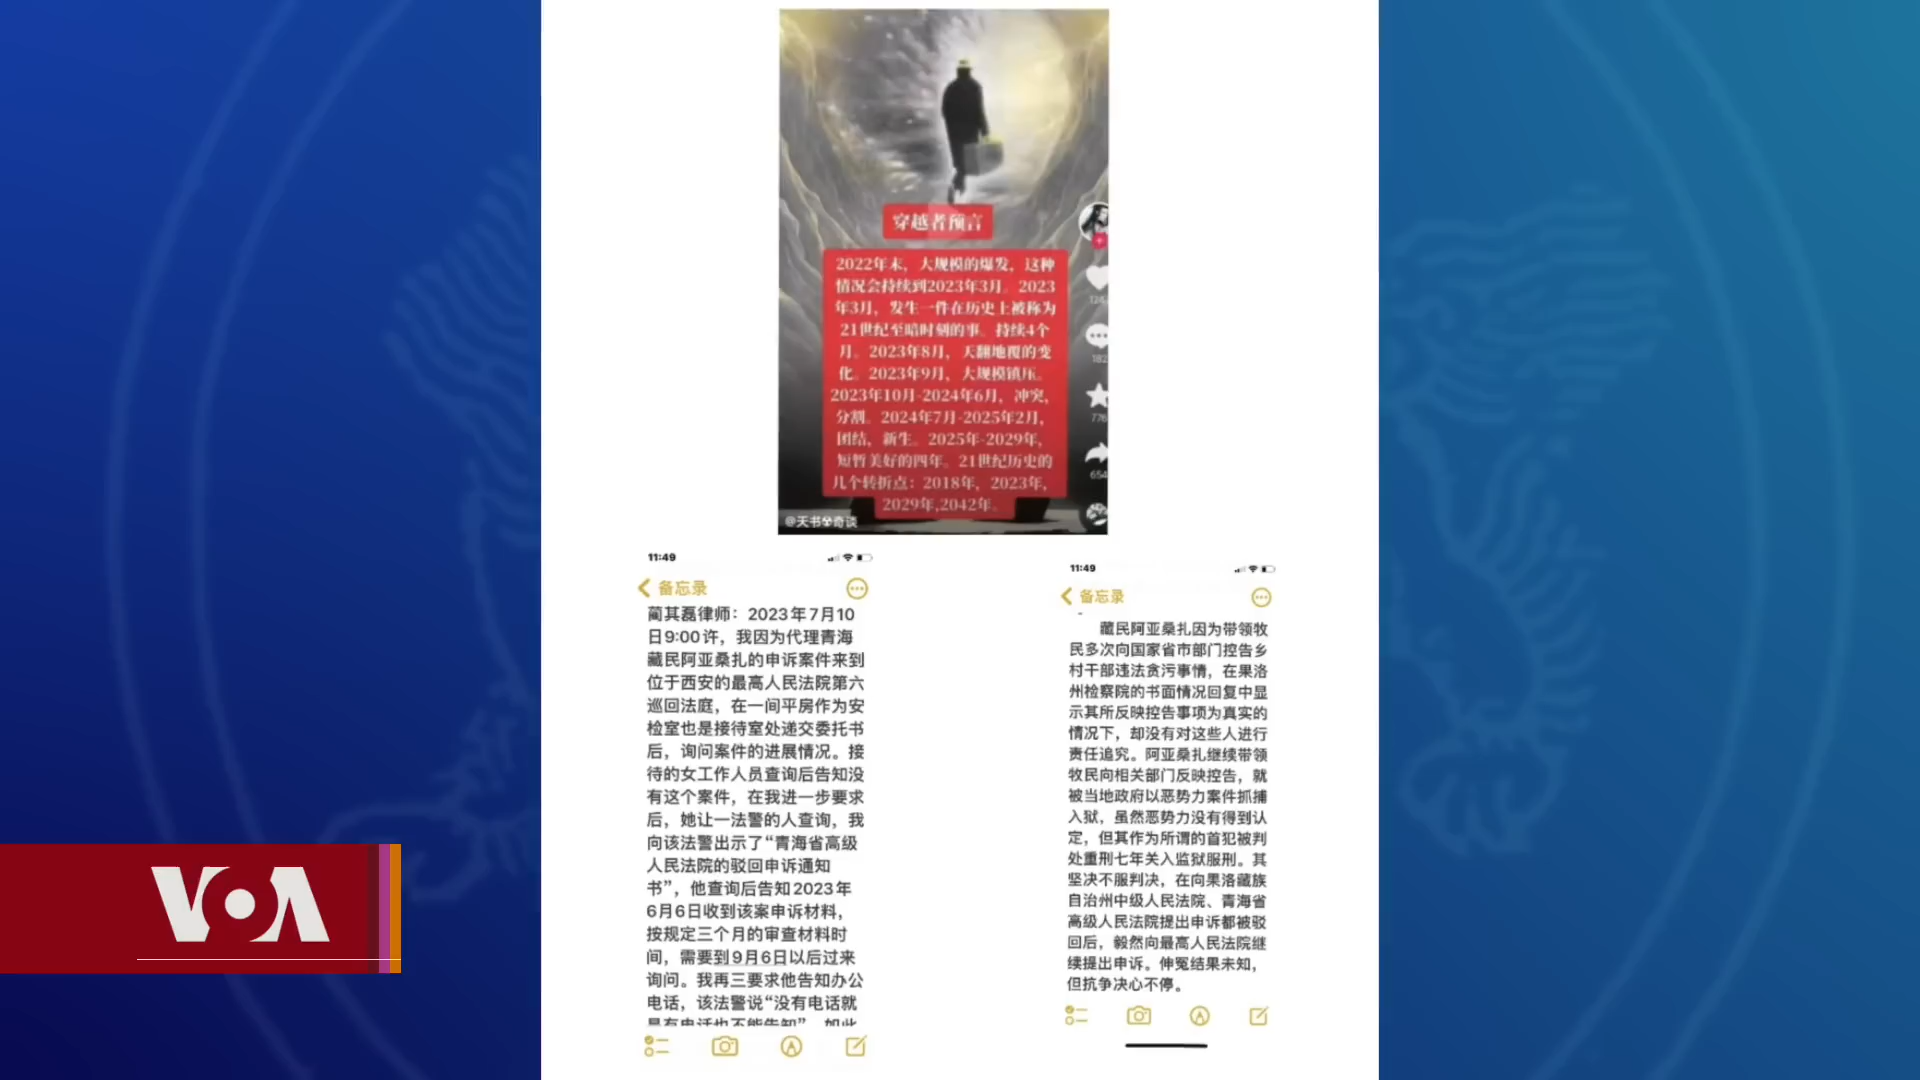 穿越者预言
2022年末，大规模的爆发，这种
情况会持续到2023年3月。2023
年3月，发生一件在历史上被称为
21世纪至暗时刻的事。持续4个
月。2023年8月，天翻地覆的变
化。2023年9月，大规模镇压。
2023年10月-2024年6月，冲突，
分割。2024年7月-2025年2月，
团结，新生。2025年-2029年，
短暂美好的四年。21世纪历史的
几个转折点：2018年，2023年，
2029年,2042年。
182
776
654
@天书☢奇谈
11:49
备忘录
蔺其磊律师：2023年7月10
日9:00许，我因为代理青海
藏民阿亚桑扎的申诉案件来到
位于西安的最高人民法院第六
巡回法庭，在一间平房作为安
检室也是接待室处递交委托书
后，询问案件的进展情况。接
待的女工作人员查询后告知没
有这个案件，在我进一步要求
后，她让一法警的人查询，我
向该法警出示了“青海省高级
人民法院的驳回申诉通知
书”，他查询后告知2023年
6月6日收到该案申诉材料，
按规定三个月的审查材料时
间，需要到9月6日以后过来
询问。我再三要求他告知办公
电话，该法警说“没有电话就
是有电话也不能告知”，如此
11:49
备忘录
藏民阿亚桑扎因为带领牧
民多次向国家省市部门控告乡
村干部违法贪污事情，在果洛
州检察院的书面情况回复中显
示其所反映控告事项为真实的
情况下，却没有对这些人进行
责任追究。阿亚桑扎继续带领
牧民向相关部门反映控告，就
被当地政府以恶势力案件抓捕
入狱，虽然恶势力没有得到认
定，但其作为所谓的首犯被判
处重刑七年关入监狱服刑。其
坚决不服判决，在向果洛藏族
自治州中级人民法院、青海省
高级人民法院提出申诉都被驳
回后，毅然向最高人民法院继
续提出申诉。伸冤结果未知，
但抗争决心不停。
VOA